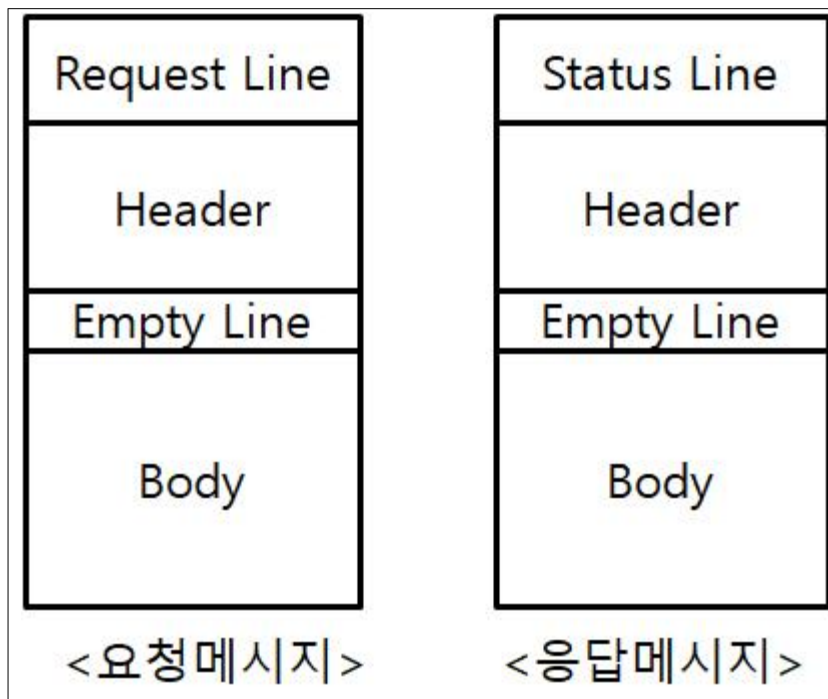 Request Line
Header
Empty Line
Body
<요청메시지>
Status Line
Header
Empty Line
Body
<응답메시지>